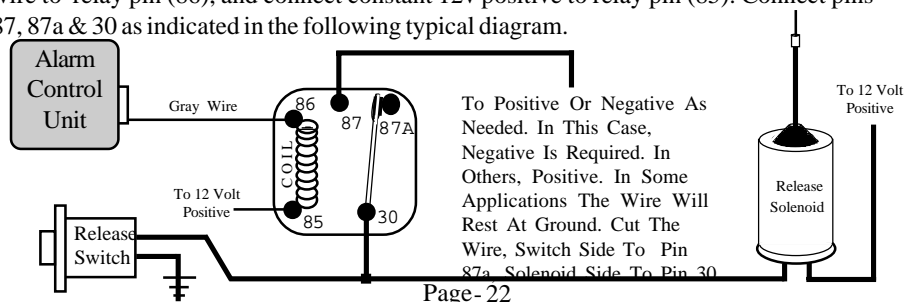 wire to relay pin (86), and connect constant 12v positive to relay pin (85). Connect pins
87, 87a & 30 as indicated in the following typical diagram.
Alarm
Control
Unit
Gray Wire
86
87
87A
COIL
To 12 Volt
Positive
85
30
Release
Switch
To Positive Or Negative As
Needed. In This Case,
Negative Is Required. In
Others, Positive. In Some
Applications The Wire Will
Rest At Ground. Cut The
Wire, Switch Side To Pin
87a, Solenoid Side To Pin 30
To 12 Volt
Positive
Release
Solenoid
Page- 22